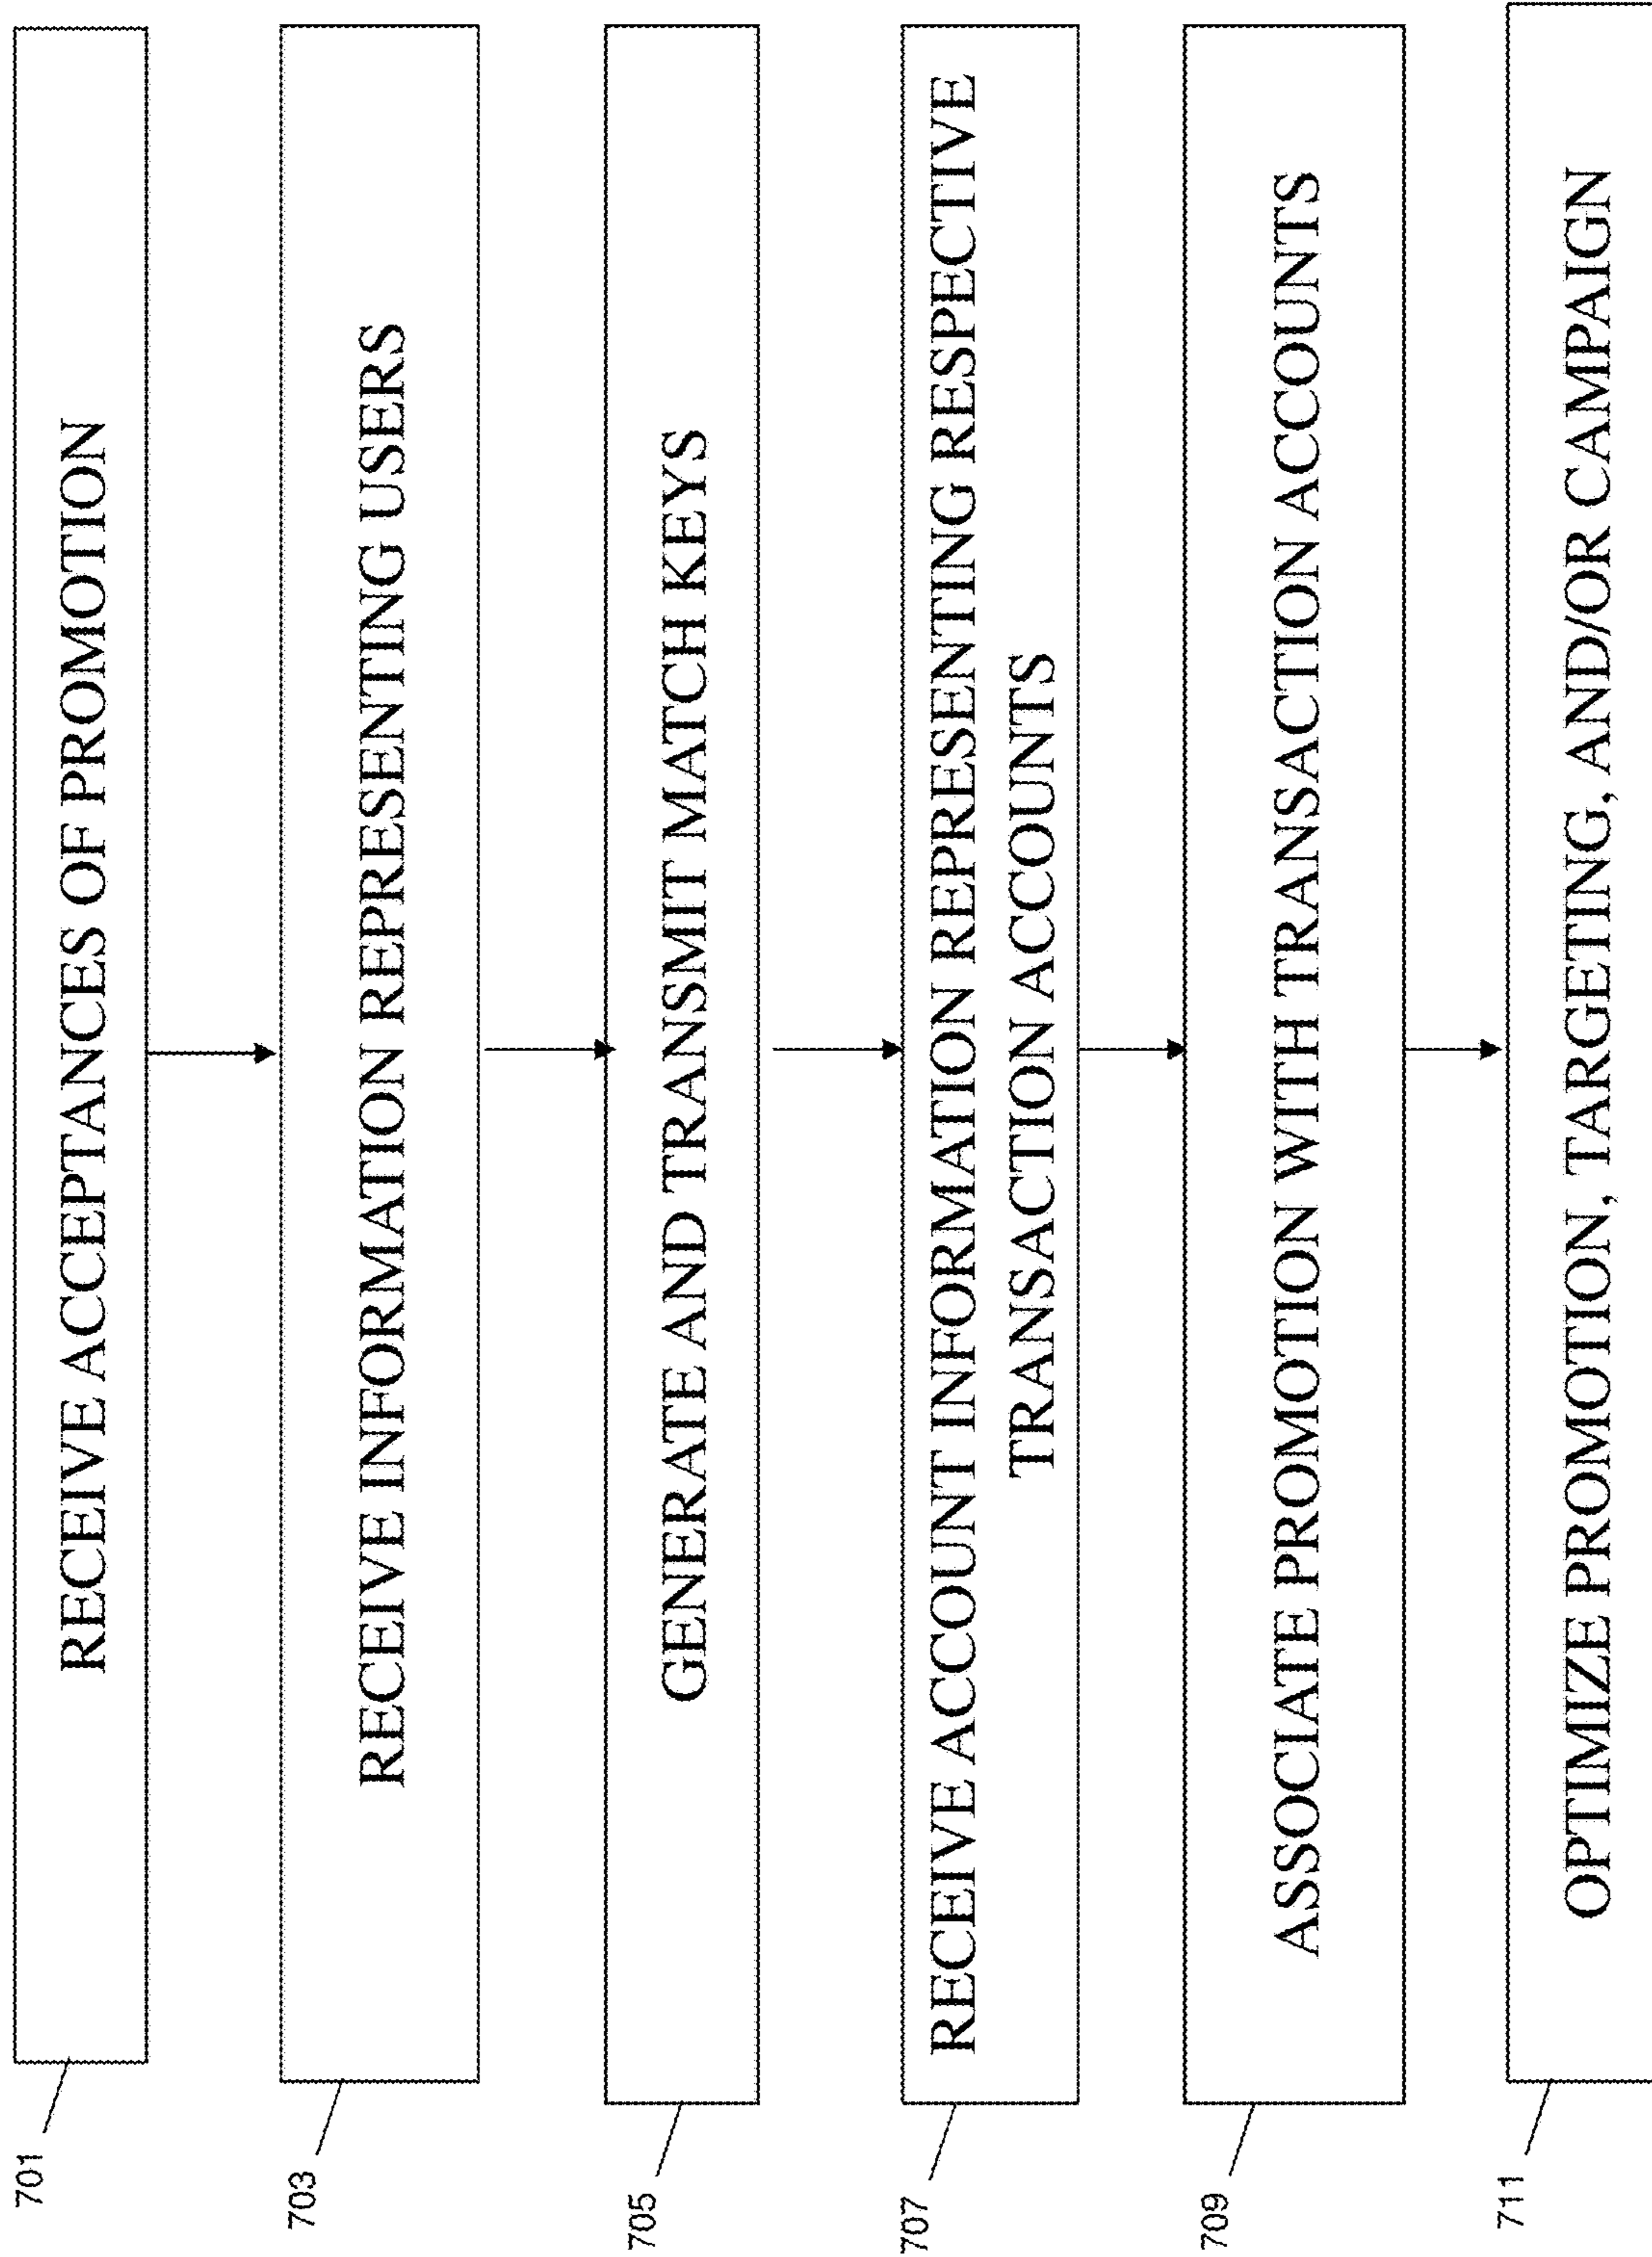 701
RECEIVE ACCEPTANCES OF PROMOTION
703
RECEIVE INFORMATION REPRESENTING USERS
705
GENERATE AND TRANSMIT MATCH KEYS
707
RECEIVE ACCOUNT INFORMATION REPRESENTING RESPECTIVE
TRANSACTION ACCOUNTS
709
ASSOCIATE PROMOTION WITH TRANSACTION ACCOUNTS
711
OPTIMIZE PROMOTION, TARGETING, AND/OR CAMPAIGN